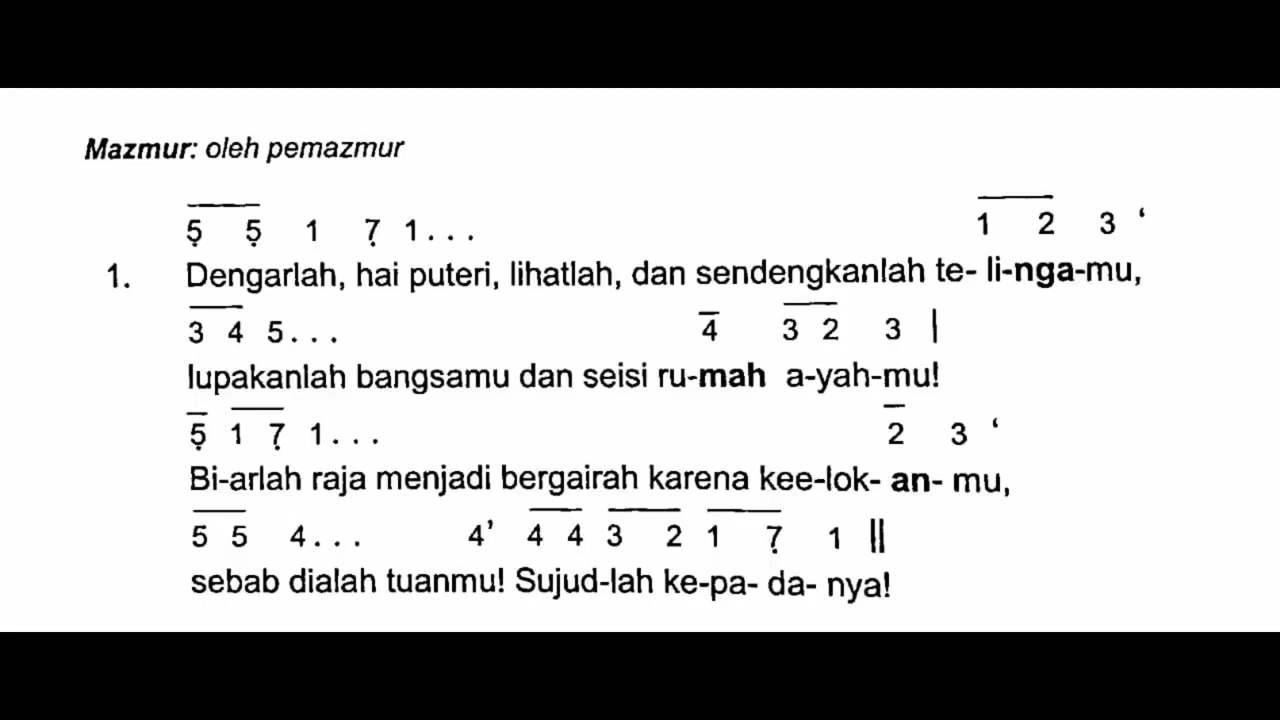 Mazmur: oleh pemazmur
5̣ 5̣ 1 7̣ 1... 1 2 3 ‘
1. Dengarlah, hai puteri, lihatlah, dan sendengkanlah te- li-nga-mu,
3 4 5... 4 3 2 3 |
lupakanlah bangsamu dan seisi ru-mah a-yah-mu!
5̣ 1 7̣ 1... 2 3 ‘
Bi-arlah raja menjadi bergairah karena kee-lok- an- mu,
5 5 4... 4’ 4 4 3 2 1 7̣ 1 ||
sebab dialah tuanmu! Sujud-lah ke-pa- da- nya!